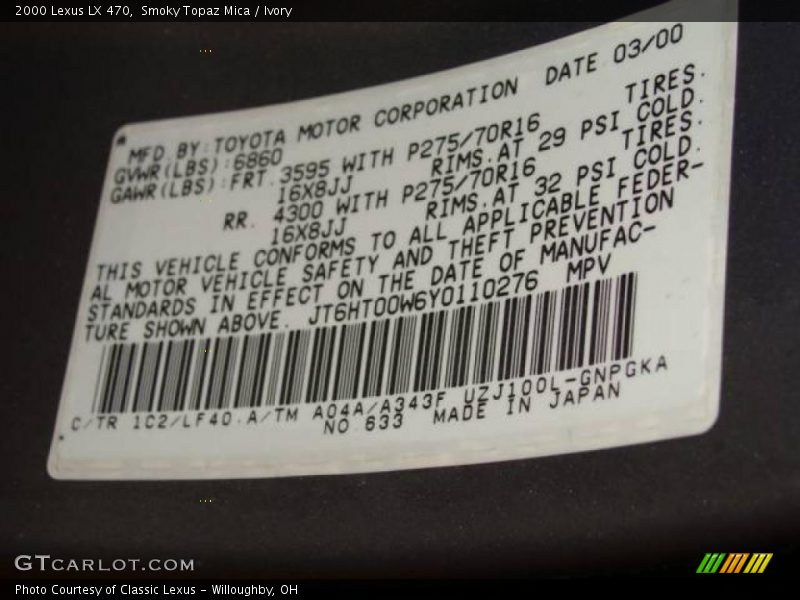 2000 Lexus LX 470, Smoky Topaz Mica / Ivory
MFD.BY:TOYOTA MOTOR CORPORATION DATE 03/00
GVWR(LBS):6860
GAWR(LBS):FRT.3595 WITH P275/70R16 TIRES.
16X8JJ RIMS.AT 29 PSI COLD.
RR. 4300 WITH P275/70R16 TIRES.
16X8JJ RIMS.AT 32 PSI COLD.
THIS VEHICLE CONFORMS TO ALL APPLICABLE FEDER-
AL MOTOR VEHICLE SAFETY AND THEFT PREVENTION
STANDARDS IN EFFECT ON THE DATE OF MANUFAC-
TURE SHOWN ABOVE. JT6HT00W6Y0110276 MPV
C/TR 1C2/LF40.A/TM A04A/A343F UZJ100L-GNPGKA
NO.633 MADE IN JAPAN
GTCARLOT.COM
Photo Courtesy of Classic Lexus - Willoughby, OH